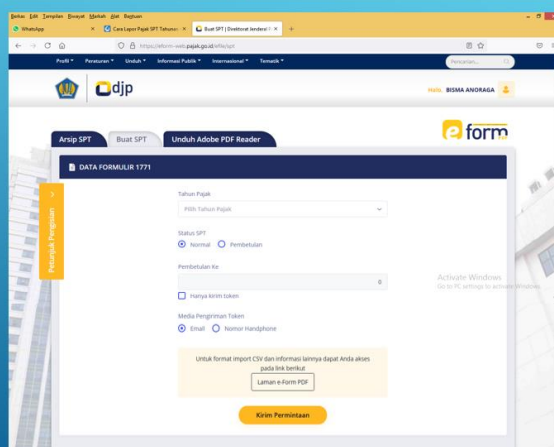 Berkas Edit Tampilan Riwayat Markah Alat Bantuan
WhatsApp × Cara Lapor Pajak SPT Tahunan × Buat SPT | Direktorat Jenderal P × +
https://eform-web.pajak.go.id/efile/spt
Profil Peraturan Unduh Informasi Publik Internasional Tematik Pencarian...
djp Halo, BISMA ANORAGA
e form
Arsip SPT Buat SPT Unduh Adobe PDF Reader
DATA FORMULIR 1771
Petunjuk Pengisian
Tahun Pajak
Pilih Tahun Pajak
Status SPT
Normal Pembetulan
Pembetulan Ke
0
Hanya kirim token
Media Pengiriman Token
Email Nomor Handphone
Untuk format import CSV dan informasi lainnya dapat Anda akses
pada link berikut
Laman e-Form PDF
Kirim Permintaan
Activate Windows
Go to PC settings to activate Windows.